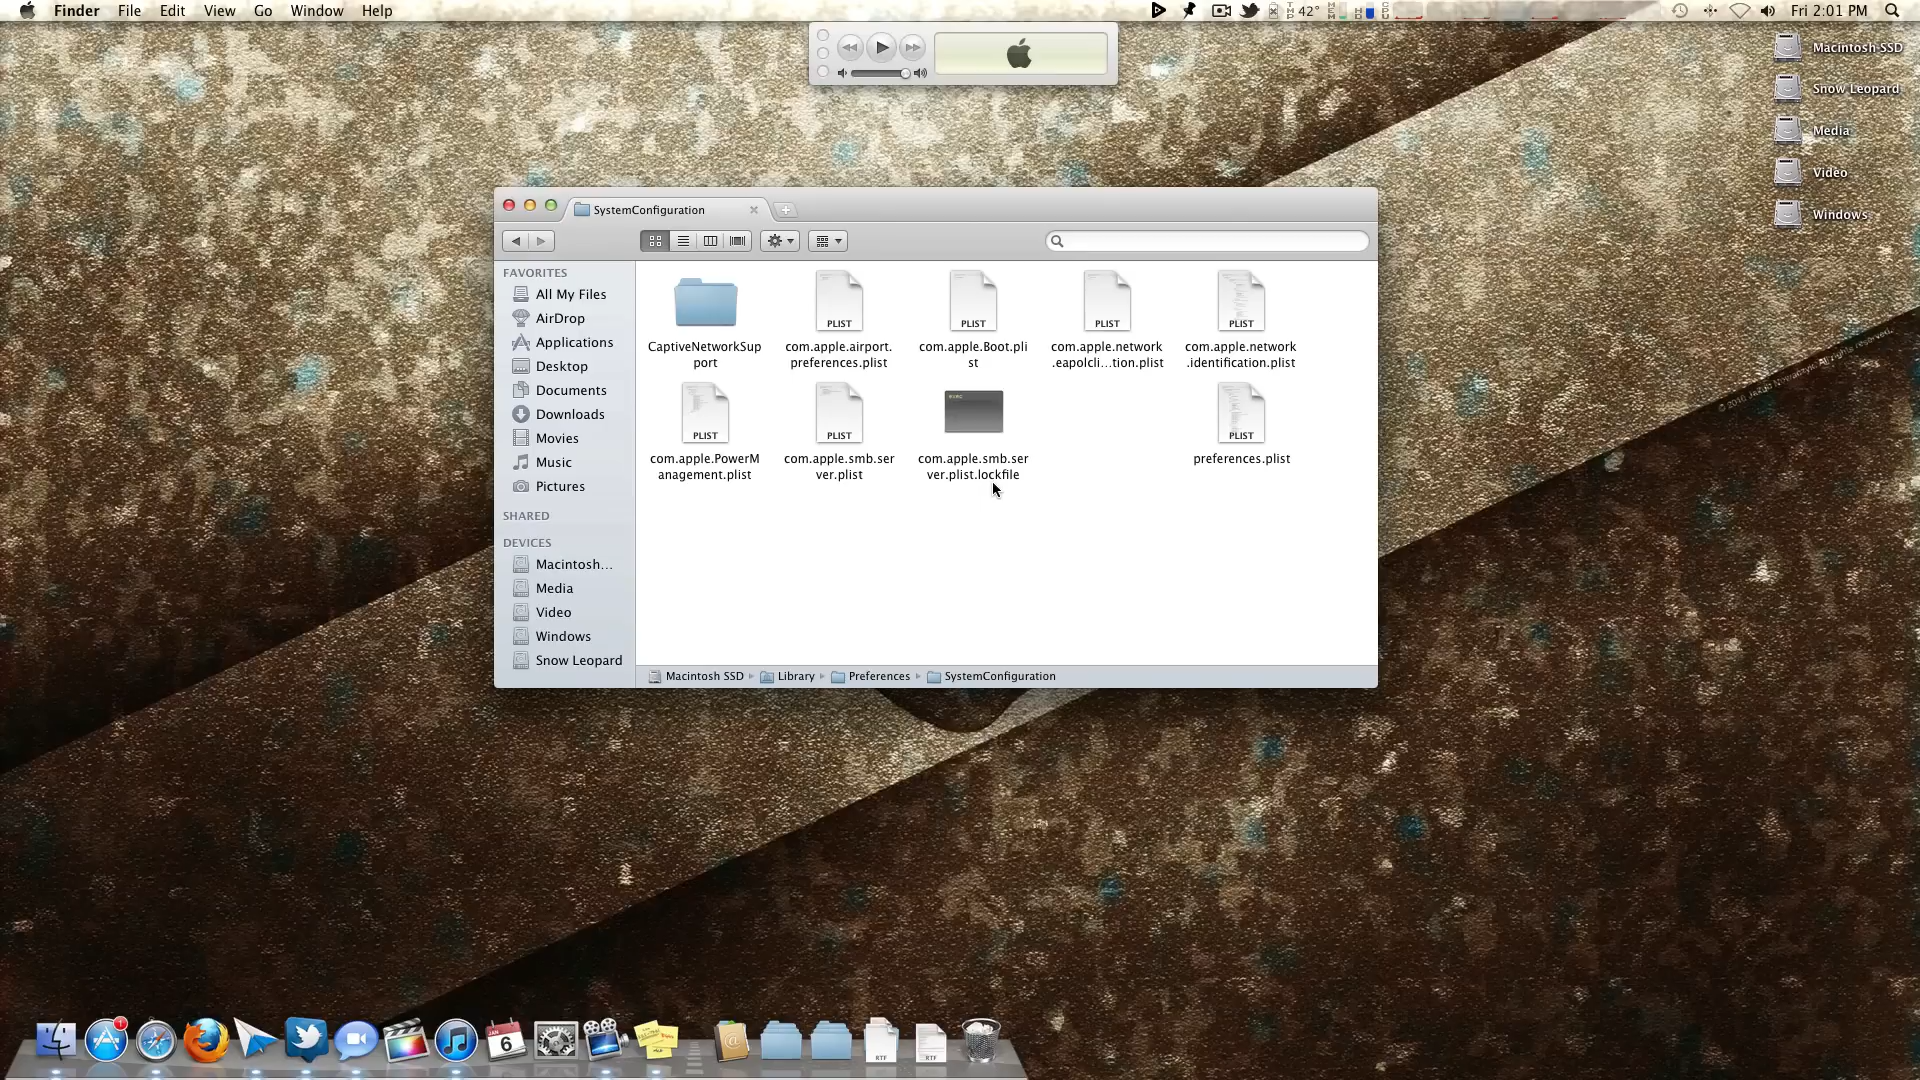 Finder File Edit View Go Window Help
42° Fri 2:01 PM
Macintosh SSD
Snow Leopard
Media
Video
Windows
SystemConfiguration
FAVORITES
All My Files
AirDrop
Applications
Desktop
Documents
Downloads
Movies
Music
Pictures
SHARED
DEVICES
Macintosh...
Media
Video
Windows
Snow Leopard
PLIST PLIST PLIST PLIST
CaptiveNetworkSup com.apple.airport. com.apple.Boot.pli com.apple.network com.apple.network
port preferences.plist st .eapolcli...tion.plist .identification.plist
PLIST PLIST PLIST
com.apple.PowerM com.apple.smb.ser com.apple.smb.ser preferences.plist
anagement.plist ver.plist ver.plist.lockfile
Macintosh SSD Library Preferences SystemConfiguration
1
JAN
6
@
RTF
RTF